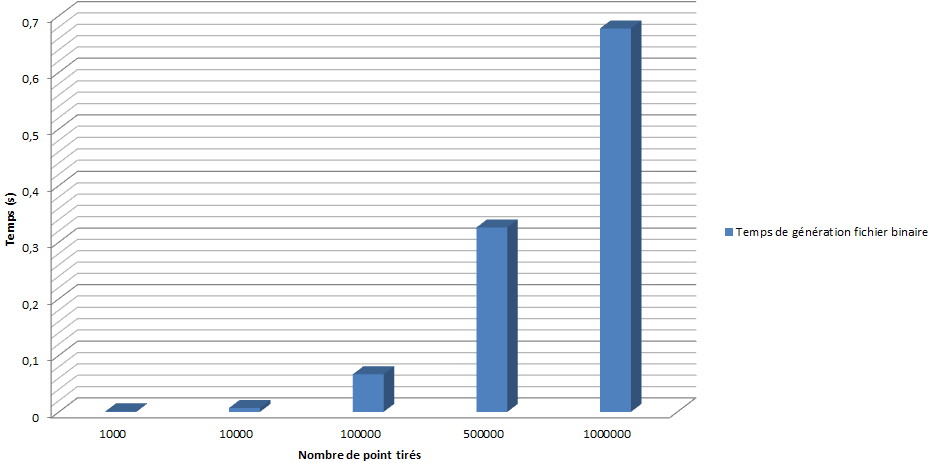 0,7
0,6
0,5
0,4
0,3
0,2
0,1
0
Temps (s)
1000 10000 100000 500000 1000000
Nombre de point tirés
Temps de génération fichier binaire